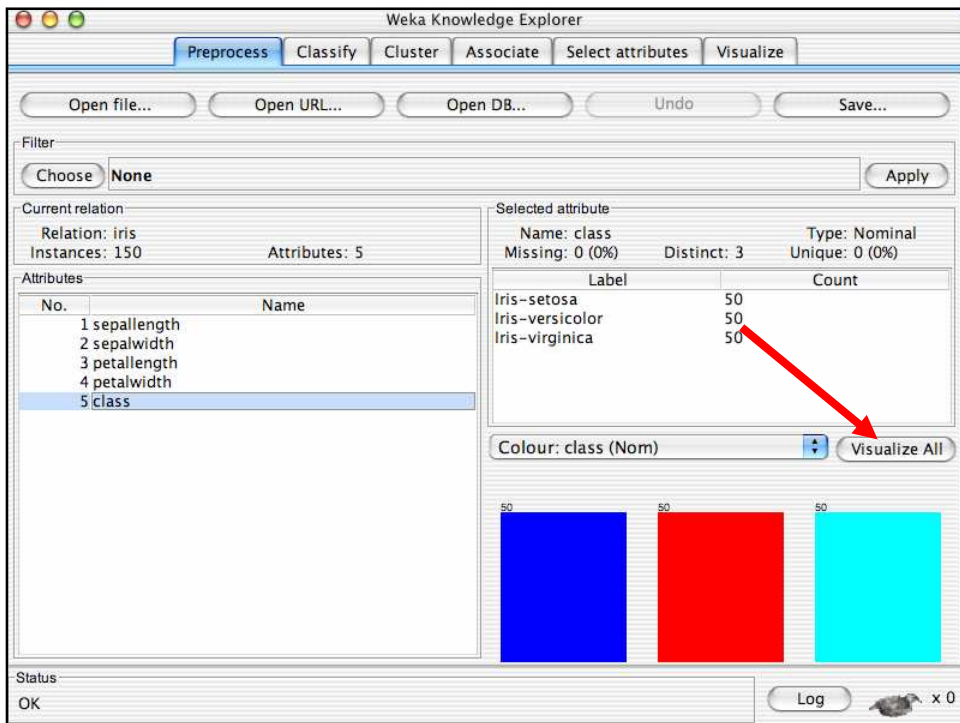 Weka Knowledge Explorer
Preprocess Classify Cluster Associate Select attributes Visualize
Open file... Open URL... Open DB... Undo Save...
Filter
Choose None Apply
Current relation
Relation: iris
Instances: 150 Attributes: 5
Attributes
No. Name
1 sepallength
2 sepalwidth
3 petallength
4 petalwidth
5 class
Selected attribute
Name: class Type: Nominal
Missing: 0 (0%) Distinct: 3 Unique: 0 (0%)
Label Count
Iris-setosa 50
Iris-versicolor 50
Iris-virginica 50
Colour: class (Nom) Visualize All
50 50 50
Status
OK Log x 0